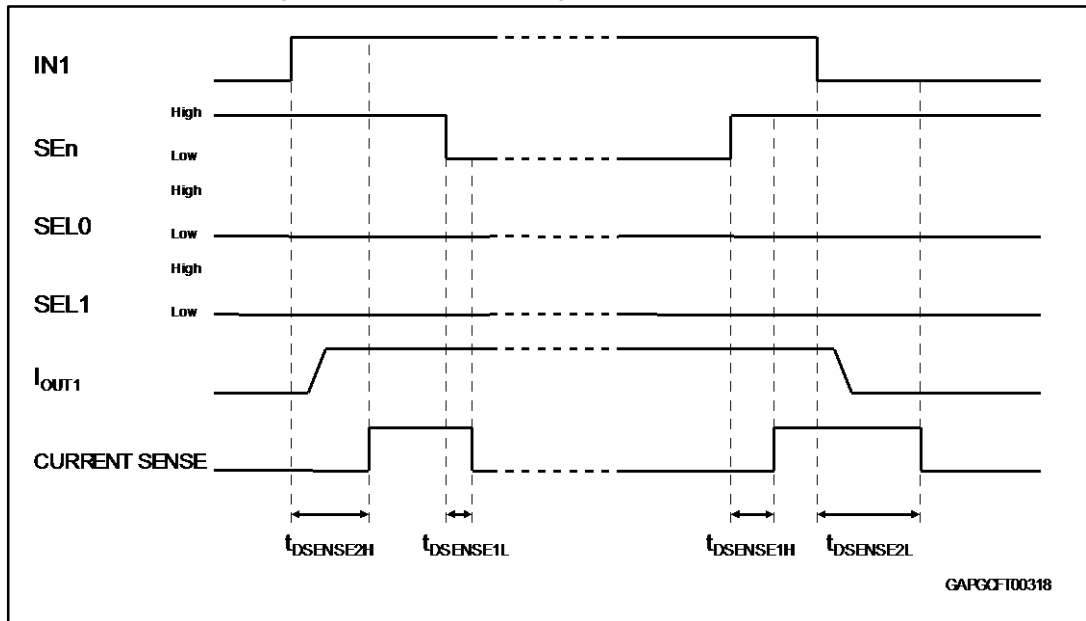 IN1
High
SEn
Low
High
SEL0
Low
High
SEL1
Low
IOUT1
CURRENT SENSE
tDSENSE2H
tDSENSE1L
tDSENSE1H
tDSENSE2L
GAPGCFT00318